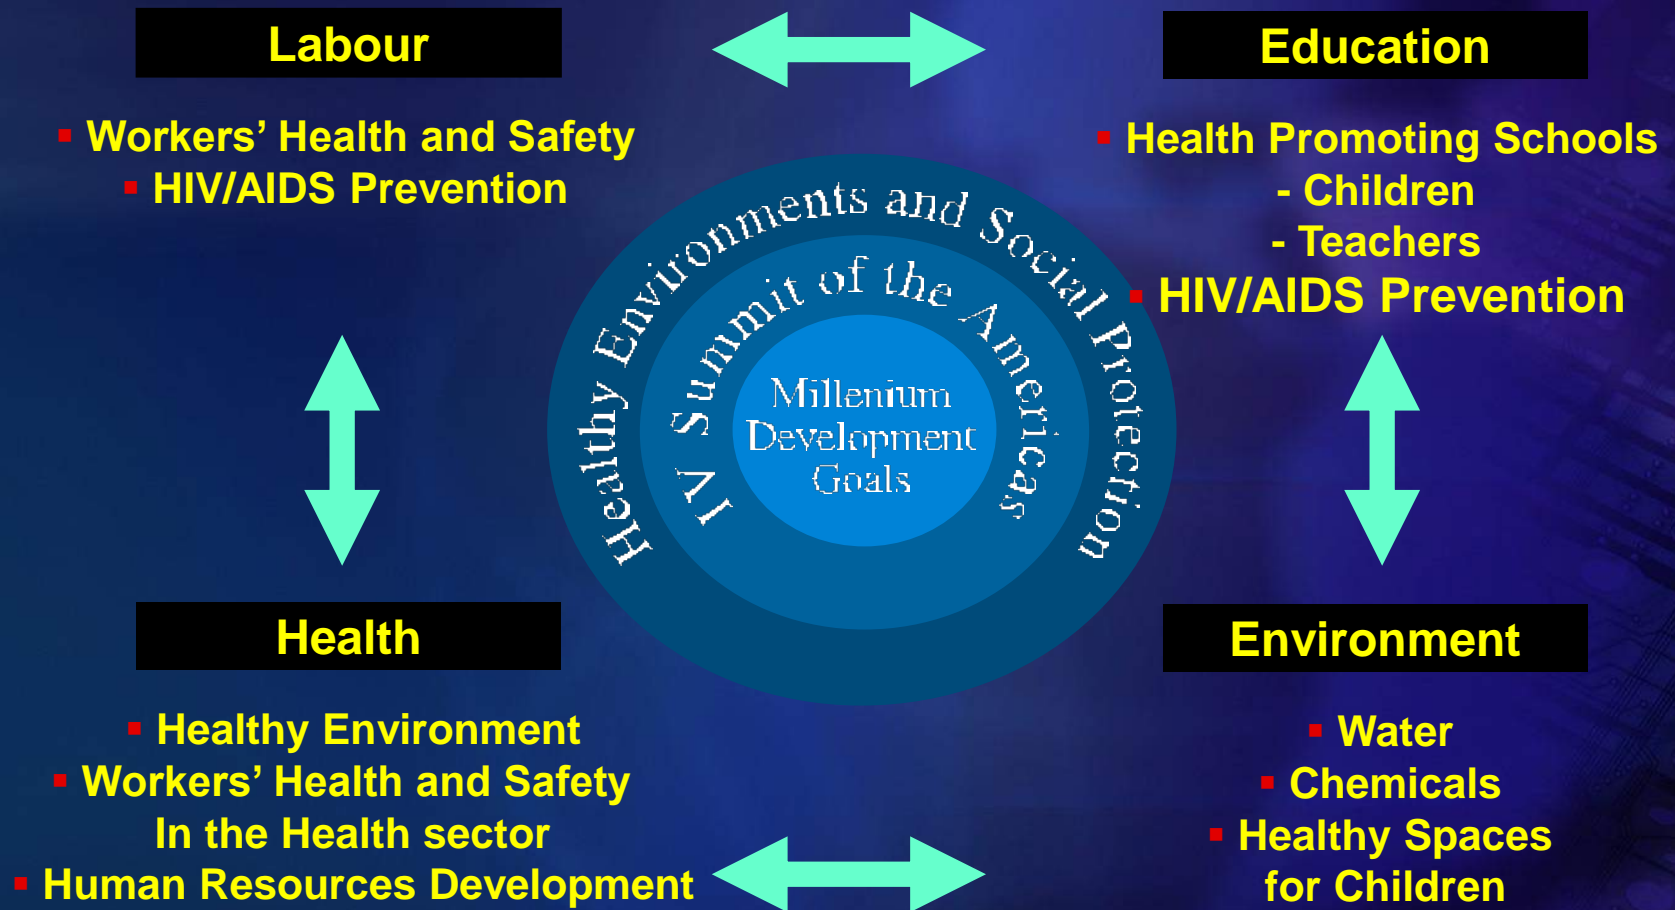 Labour
▪ Workers’ Health and Safety
▪ HIV/AIDS Prevention
Education
▪ Health Promoting Schools
- Children
- Teachers
▪ HIV/AIDS Prevention
Healthy Environments and Social Protection
IV Summit of the Americas
Millenium
Development
Goals
Health
▪ Healthy Environment
▪ Workers’ Health and Safety
In the Health sector
▪ Human Resources Development
Environment
▪ Water
▪ Chemicals
▪ Healthy Spaces
for Children